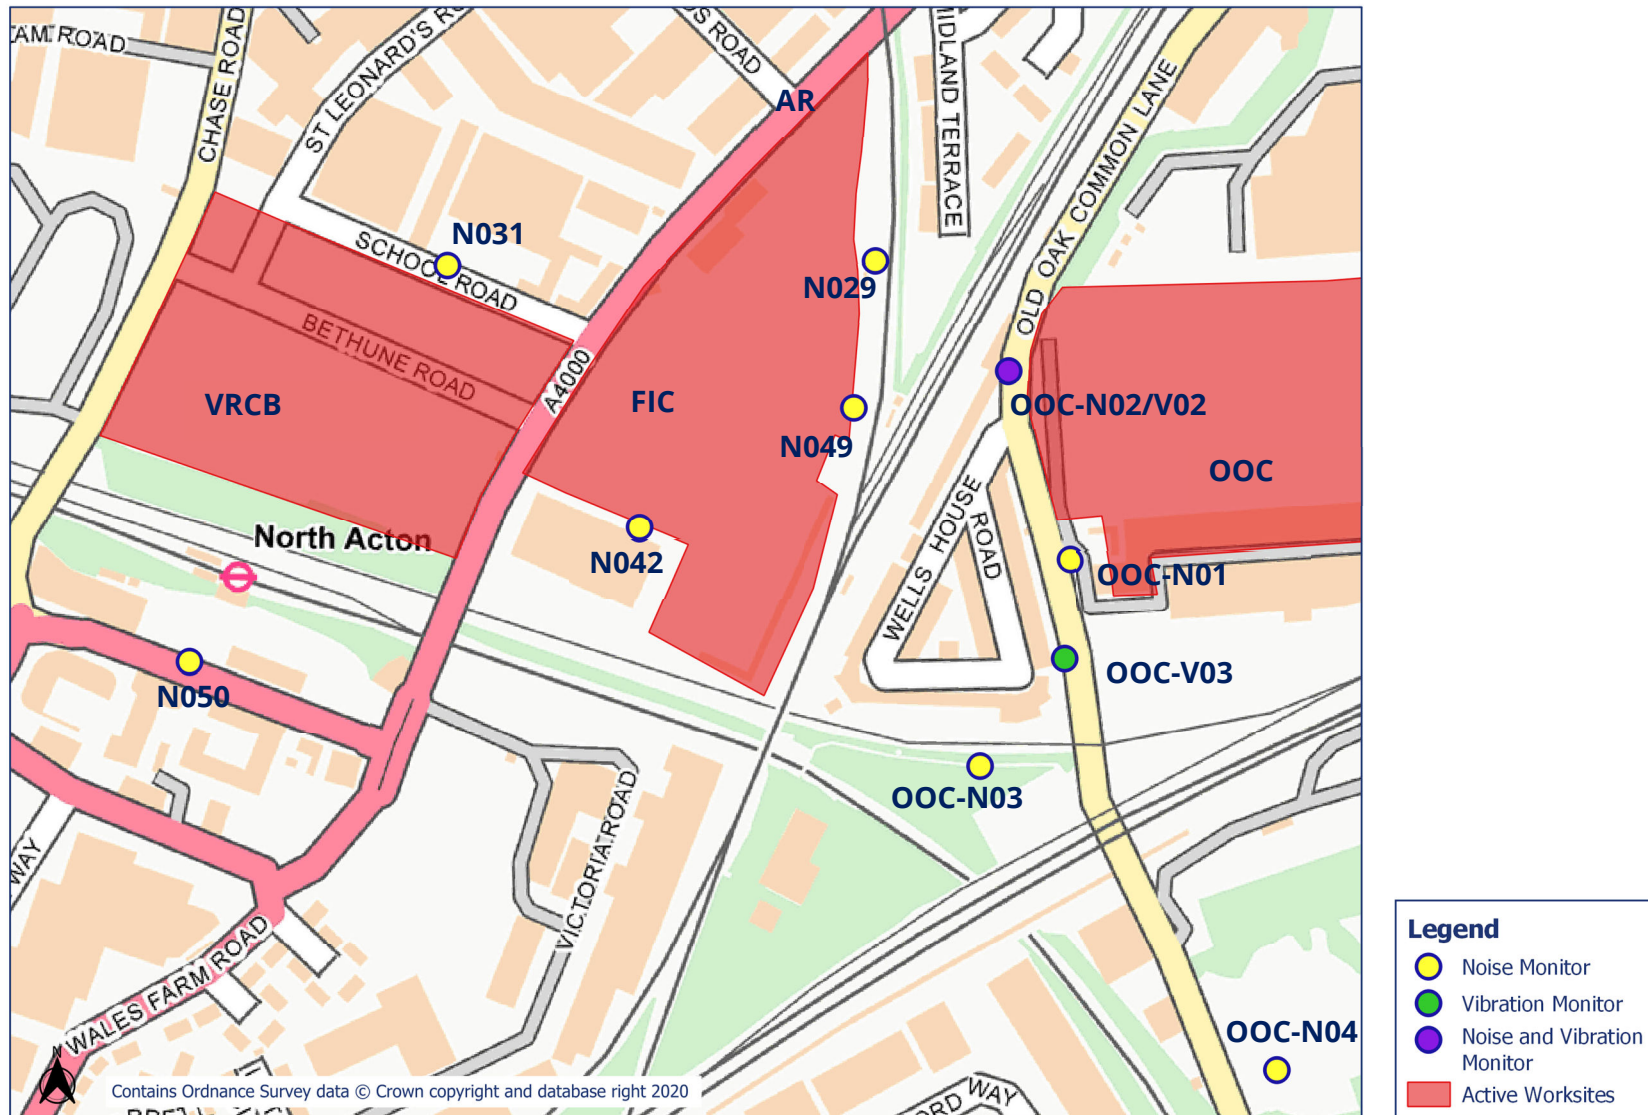 CHASE ROAD
ST LEONARD'S
ROAD
AR
MIDLAND TERRACE
OLD OAK COMMON LANE
N031
SCHOOL ROAD
N029
BETHUNE ROAD
A4000
VRCB
FIC
OOC-N02/V02
N049
OOC
WELLS HOUSE
ROAD
North Acton
N042
OOC-N01
N050
OOC-V03
OOC-N03
VICTORIA ROAD
WAY
WALES FARM ROAD
OOC-N04
WAY
N
Contains Ordnance Survey data © Crown copyright and database right 2020
Legend
Noise Monitor
Vibration Monitor
Noise and Vibration
Monitor
Active Worksites